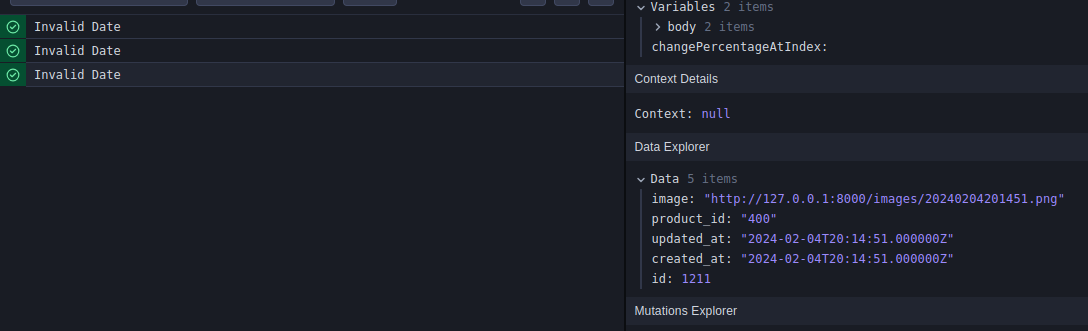 Invalid Date
Invalid Date
Invalid Date
Variables 2 items
body 2 items
changePercentageAtIndex:
Context Details
Context: null
Data Explorer
Data 5 items
image: "http://127.0.0.1:8000/images/20240204201451.png"
product_id: "400"
updated_at: "2024-02-04T20:14:51.000000Z"
created_at: "2024-02-04T20:14:51.000000Z"
id: 1211
Mutations Explorer